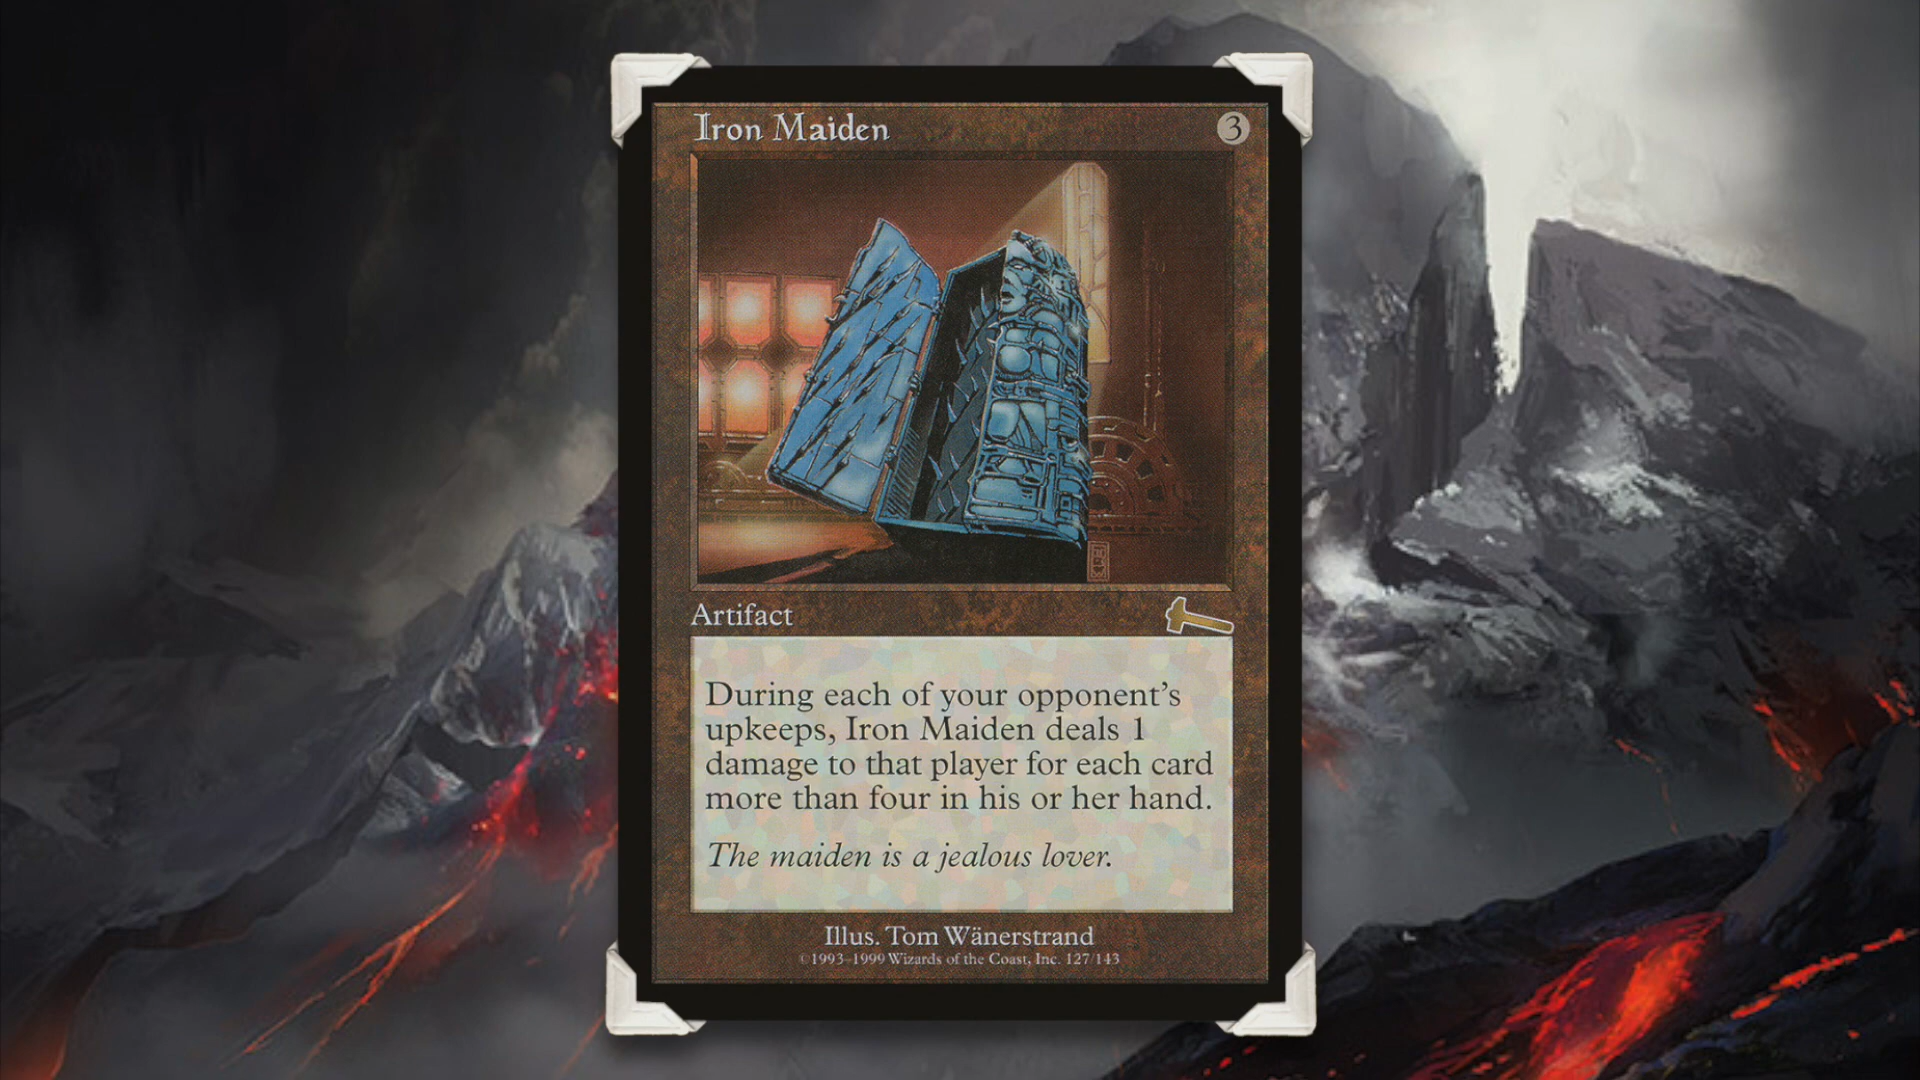 Iron Maiden 3
Artifact
During each of your opponent's
upkeeps, Iron Maiden deals 1
damage to that player for each card
more than four in his or her hand.
The maiden is a jealous lover.
Illus. Tom Wänerstrand
©1993–1999 Wizards of the Coast, Inc. 127/143